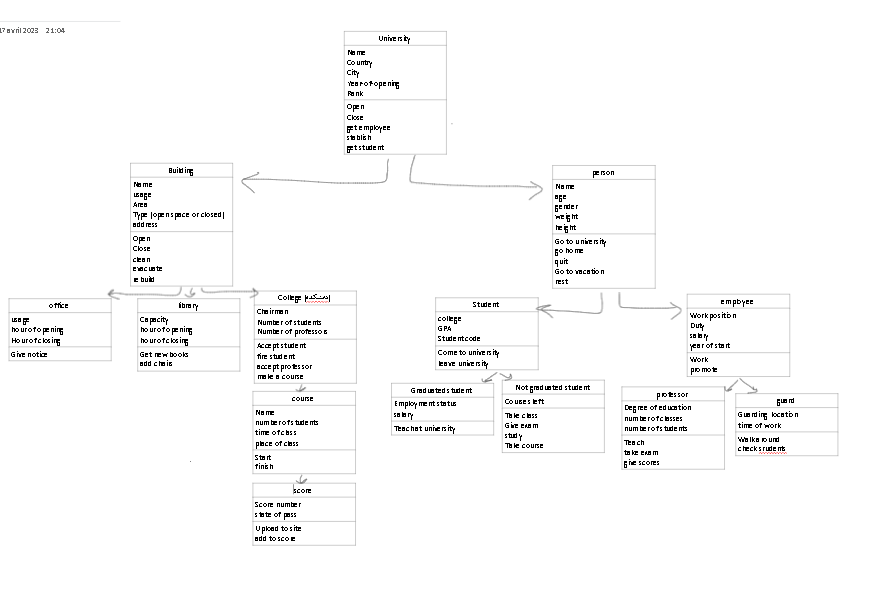 17 avril 2023 21:04
University
Name
Country
City
Year of opening
Rank
Open
Close
get employee
stablish
get student
Building
Name
usage
Area
Type (open space or closed)
address
Open
Close
clean
evacuate
re build
person
Name
age
gender
weight
height
Go to university
go home
quit
Go to vacation
rest
office
usage
hour of opening
Hour of closing
Give notice
library
Capacity
hour of opening
hour of closing
Get new books
add chairs
College (دانشکده)
Chairman
Number of students
Number of professors
Accept student
fire student
accept professor
make a course
course
Name
number of students
time of class
place of class
Start
finish
score
Score number
state of pass
Upload to site
add to score
Student
college
GPA
Student code
Come to university
leave university
Graduated student
Employment status
salary
Teach at university
Not graduated student
Couses left
Take class
Give exam
study
Take course
employee
Work position
Duty
salary
year of start
Work
promote
professor
Degree of education
number of classes
number of students
Teach
take exam
give scores
guard
Guarding location
time of work
Walk around
check srudents